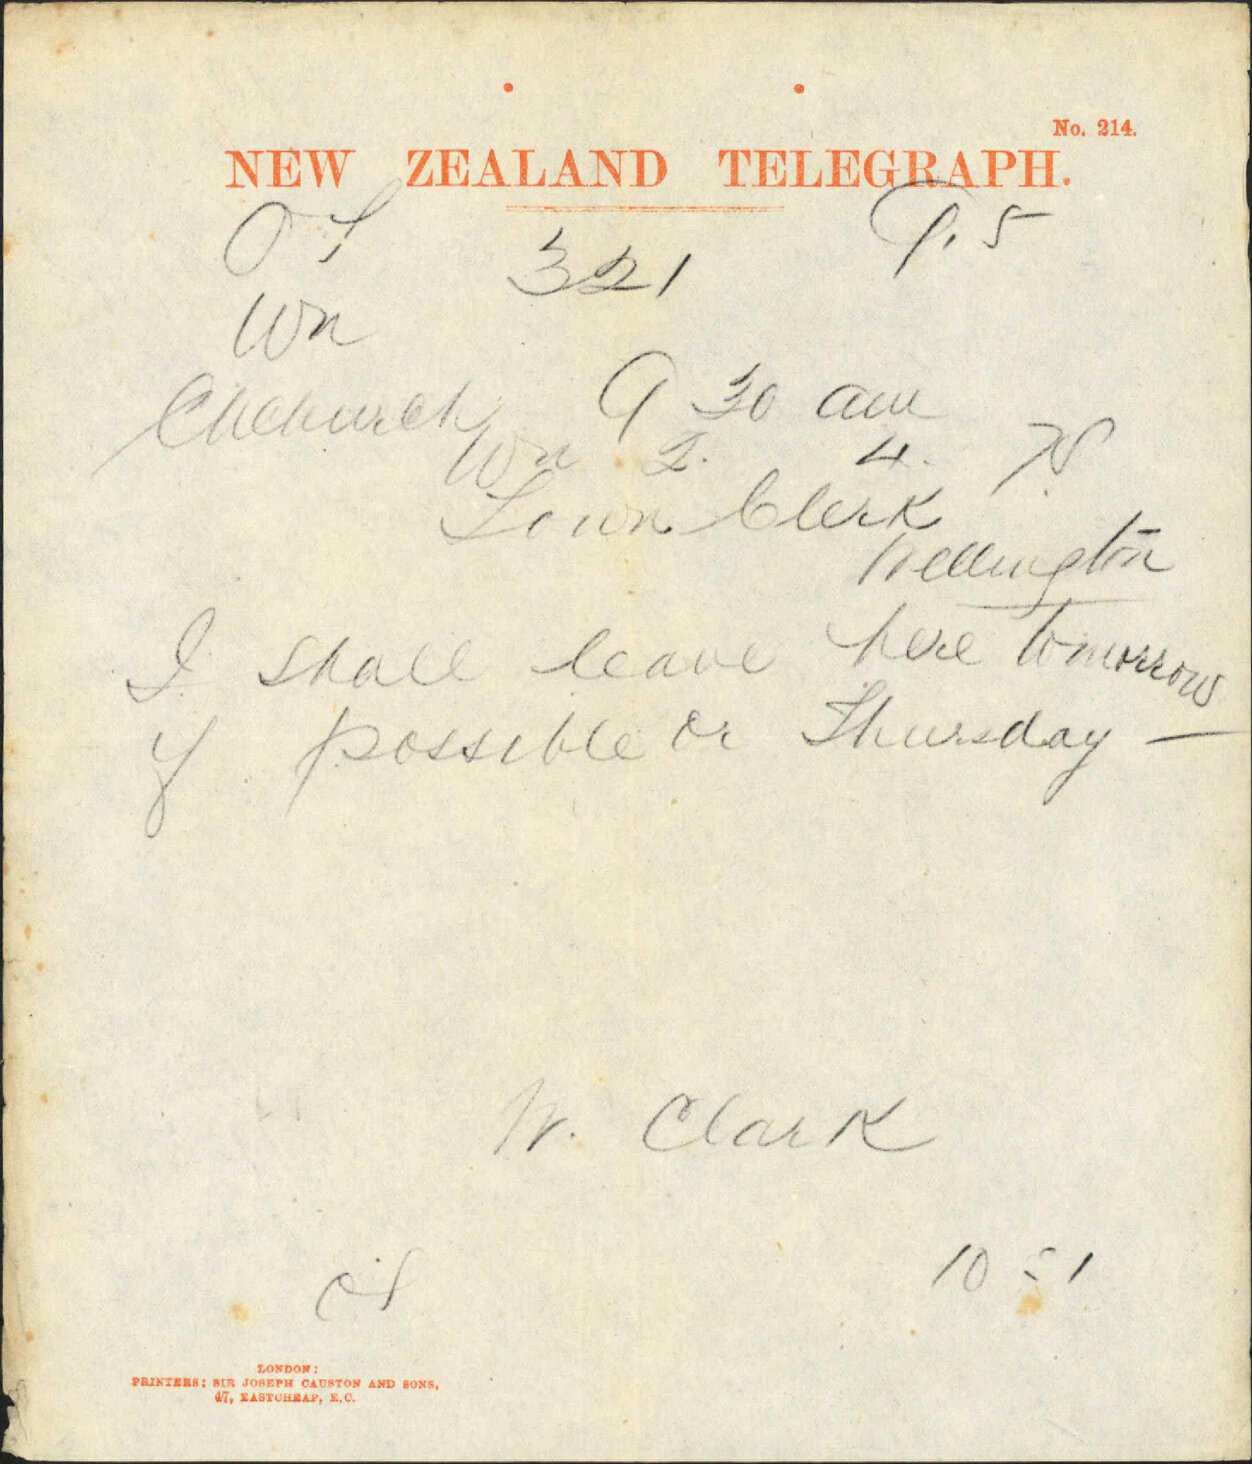 No. 214.
NEW ZEALAND TELEGRAPH.
321
Wn
Chchurch 9 30 am
Wn 2. 4. 78
Town Clerk
Wellington
I shall leave here tomorrow
if possible or Thursday —
W. Clark
10 51
LONDON:
PRINTERS: SIR JOSEPH CAUSTON AND SONS,
47, EASTCHEAP, E.C.